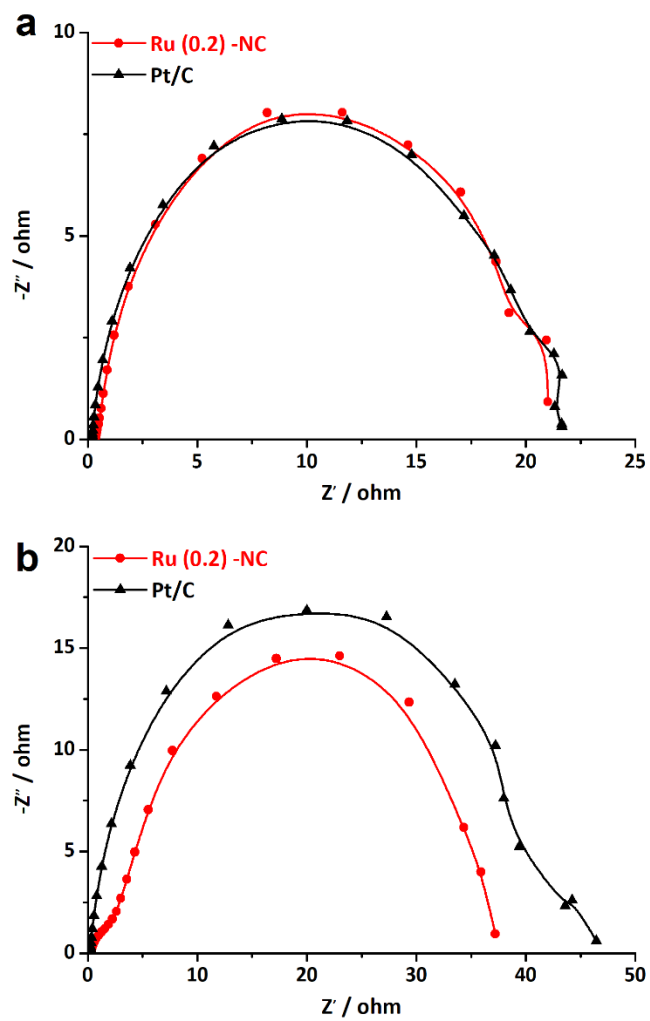 a
10
Ru (0.2) -NC
Pt/C
5
-Z″ / ohm
0
0 5 10 15 20 25
Z′ / ohm
b
20
Ru (0.2) -NC
Pt/C
15
10
-Z″ / ohm
5
0
0 10 20 30 40 50
Z′ / ohm